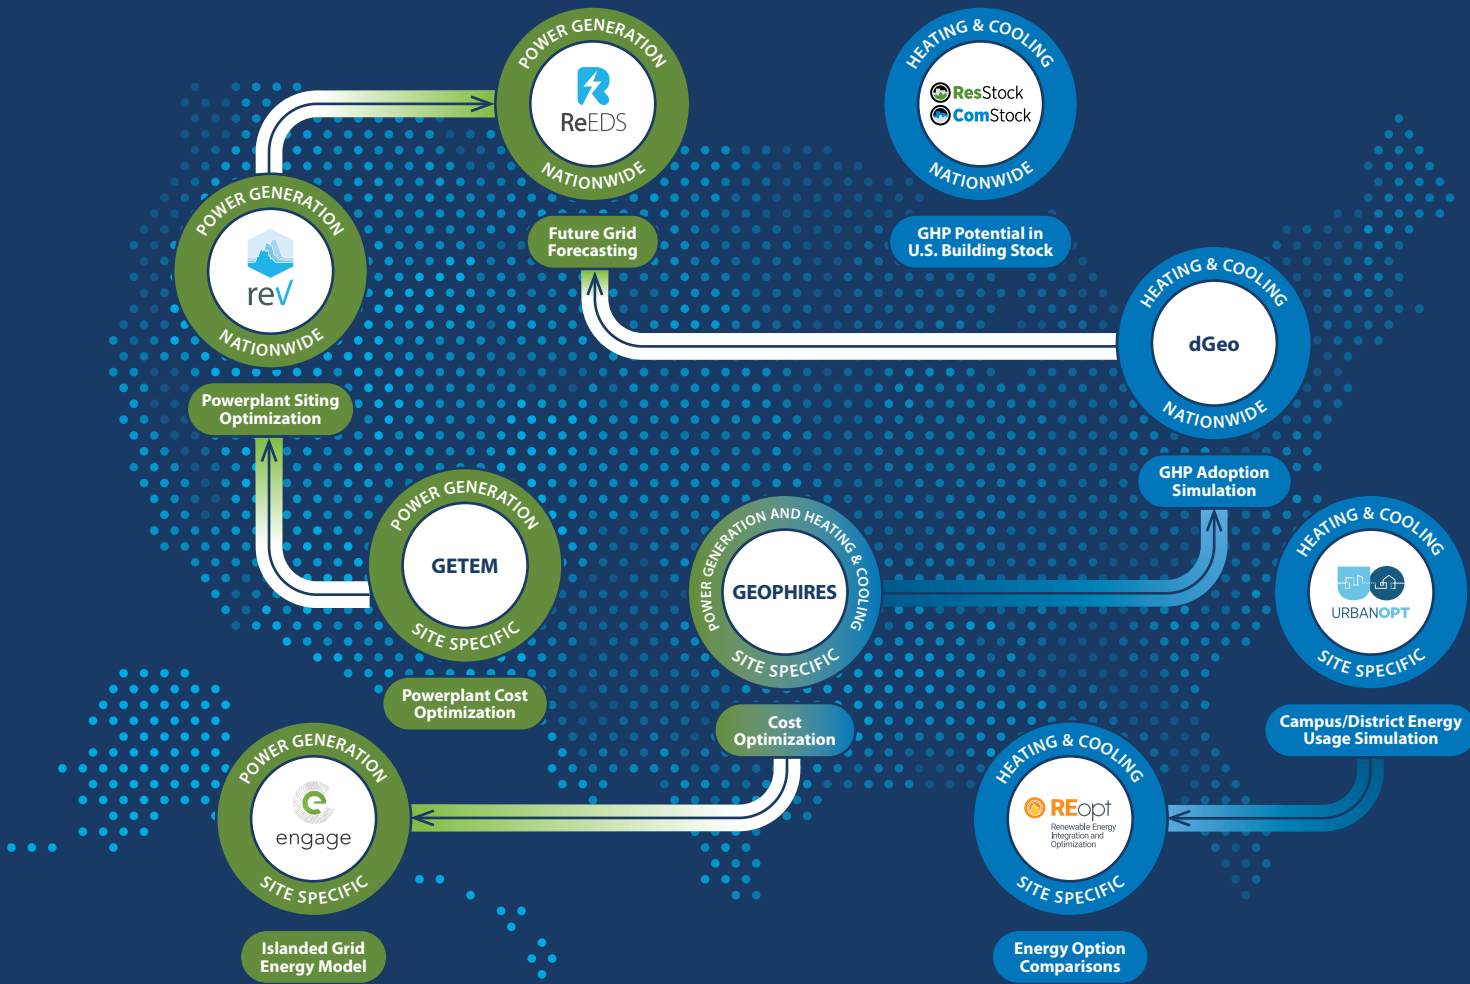 POWER GENERATION
ReEDS
NATIONWIDE
Future Grid
Forecasting
HEATING & COOLING
ResStock
ComStock
NATIONWIDE
GHP Potential in
U.S. Building Stock
POWER GENERATION
reV
NATIONWIDE
Powerplant Siting
Optimization
HEATING & COOLING
dGeo
NATIONWIDE
GHP Adoption
Simulation
POWER GENERATION
GETEM
SITE SPECIFIC
Powerplant Cost
Optimization
POWER GENERATION AND HEATING & COOLING
GEOPHIRES
SITE SPECIFIC
Cost
Optimization
HEATING & COOLING
URBANOPT
SITE SPECIFIC
Campus/District Energy
Usage Simulation
POWER GENERATION
engage
SITE SPECIFIC
Islanded Grid
Energy Model
HEATING & COOLING
REopt
Renewable Energy
Integration and
Optimization
SITE SPECIFIC
Energy Option
Comparisons